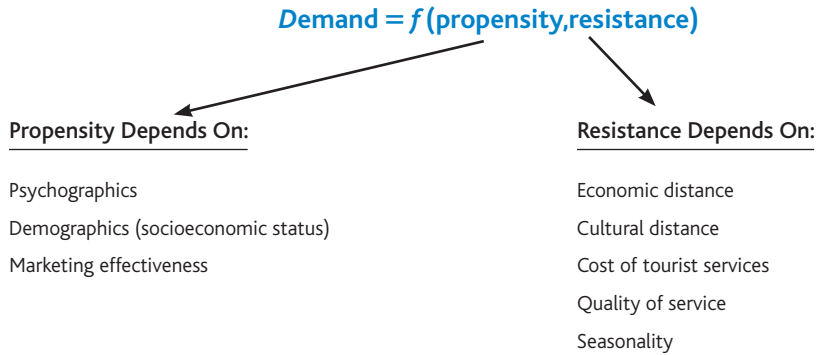 Demand = f (propensity,resistance)
Propensity Depends On:
Psychographics
Demographics (socioeconomic status)
Marketing effectiveness
Resistance Depends On:
Economic distance
Cultural distance
Cost of tourist services
Quality of service
Seasonality